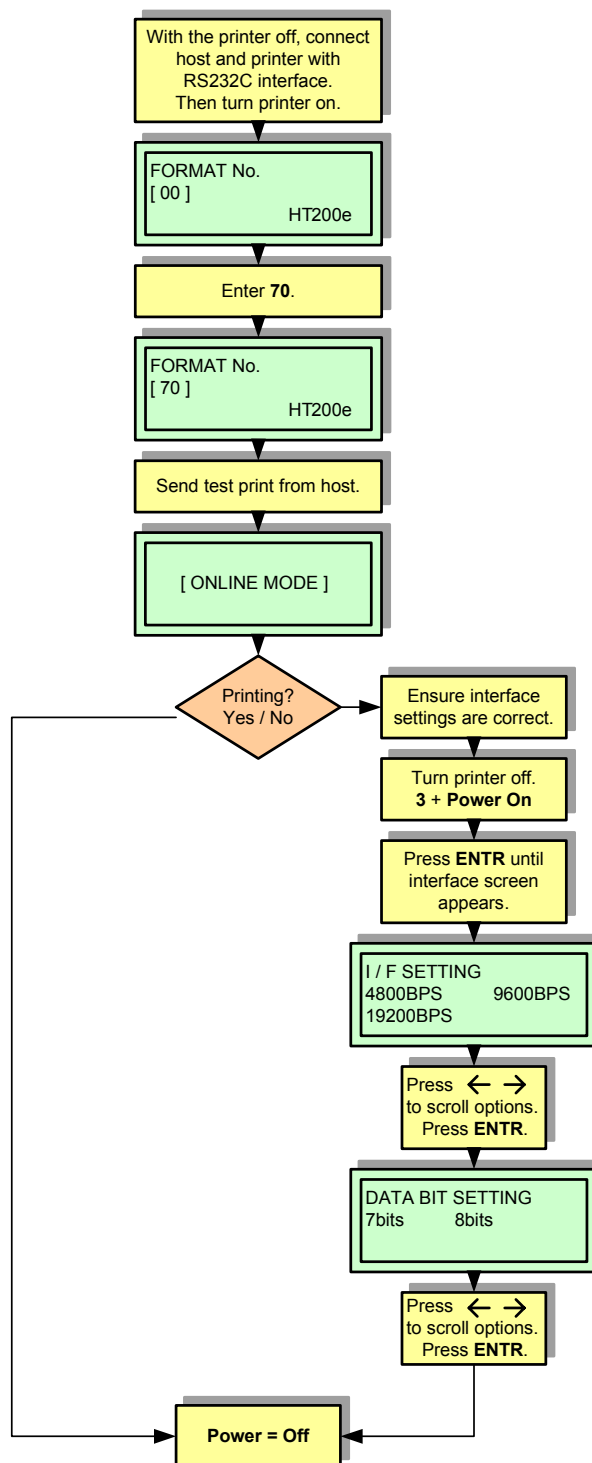 With the printer off, connect
host and printer with
RS232C interface.
Then turn printer on.
FORMAT No.
[ 00 ]
HT200e
Enter 70.
FORMAT No.
[ 70 ]
HT200e
Send test print from host.
[ ONLINE MODE ]
Printing?
Yes / No
Ensure interface
settings are correct.
Turn printer off.
3 + Power On
Press ENTR until
interface screen
appears.
I / F SETTING
4800BPS 9600BPS
19200BPS
Press ← →
to scroll options.
Press ENTR.
DATA BIT SETTING
7bits 8bits
Press ← →
to scroll options.
Press ENTR.
Power = Off